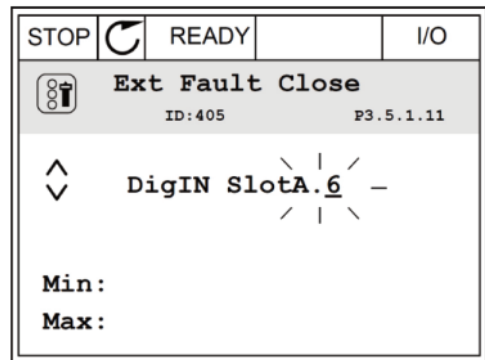 STOP READY I/O
Ext Fault Close
ID:405 P3.5.1.11
DigIN SlotA.6
Min:
Max: